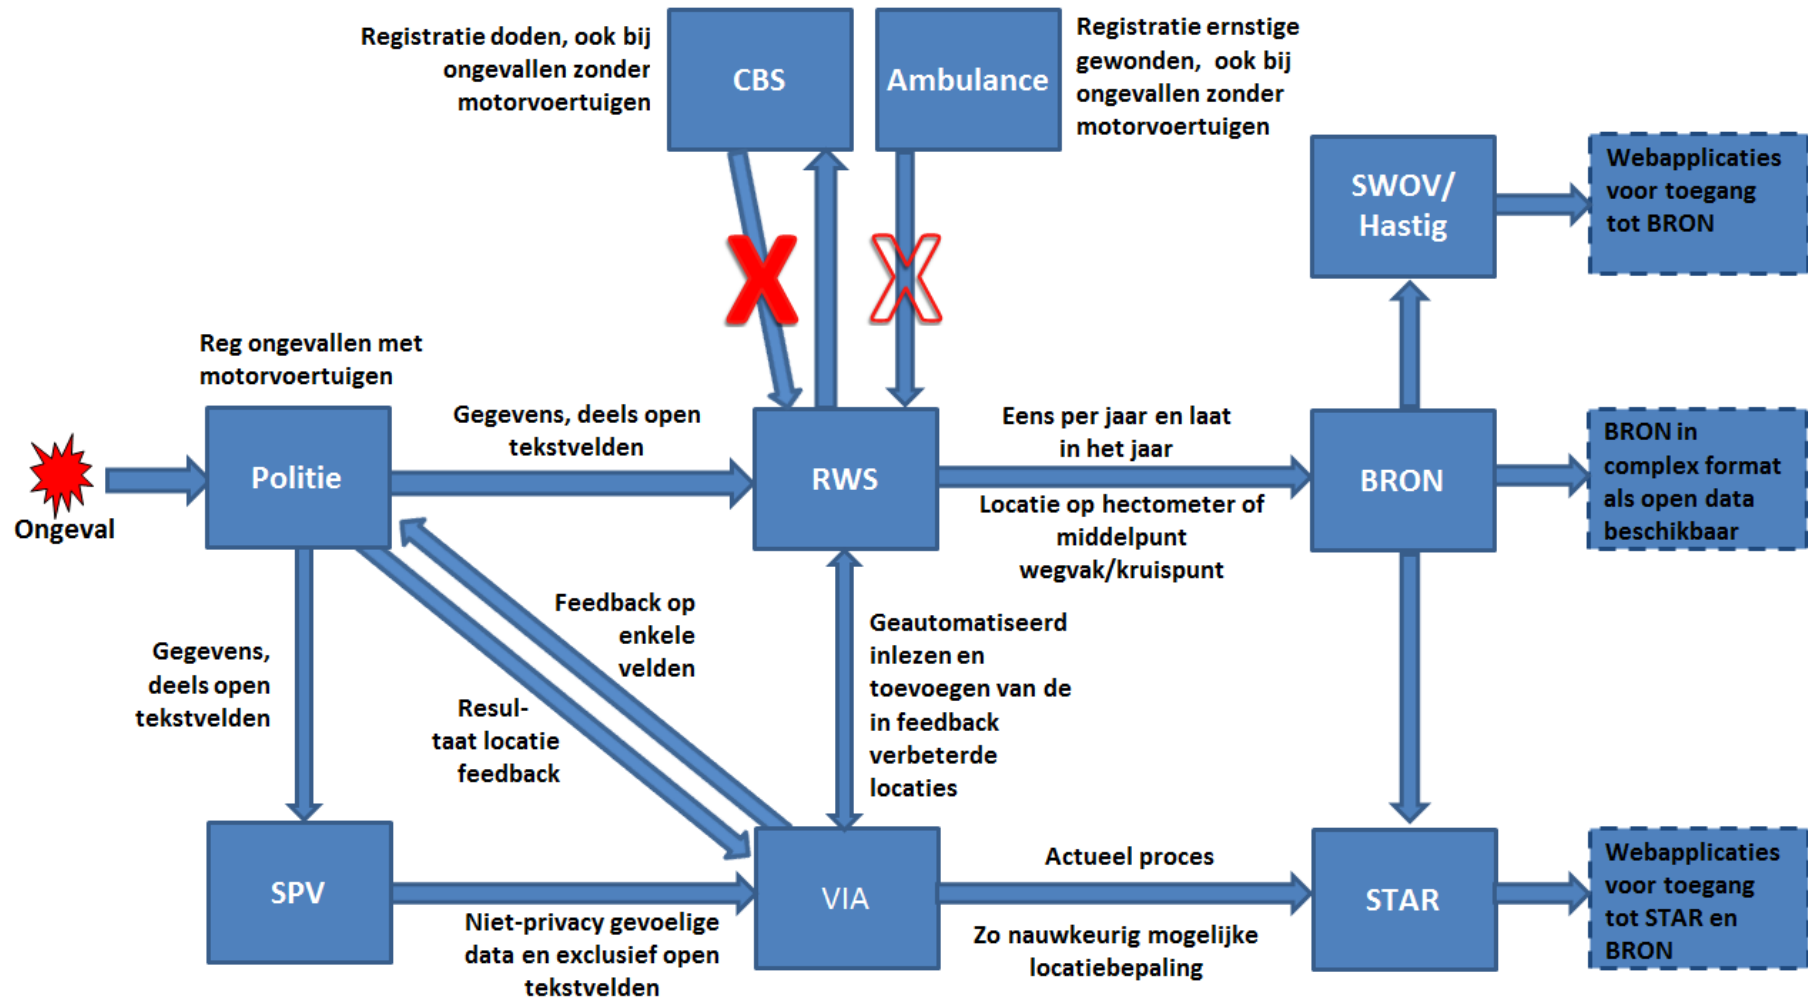 Registratie doden, ook bij
ongevallen zonder
motorvoertuigen
CBS
Ambulance
Registratie ernstige
gewonden, ook bij
ongevallen zonder
motorvoertuigen
SWOV/
Hastig
Webapplicaties
voor toegang
tot BRON
X
X
Reg ongevallen met
motorvoertuigen
Ongeval
Politie
Gegevens, deels open
tekstvelden
RWS
Eens per jaar en laat
in het jaar
Locatie op hectometer of
middelpunt
wegvak/kruispunt
BRON
BRON in
complex format
als open data
beschikbaar
Gegevens,
deels open
tekstvelden
Resul-
taat locatie
feedback
Feedback op
enkele
velden
Geautomatiseerd
inlezen en
toevoegen van de
in feedback
verbeterde
locaties
SPV
Niet-privacy gevoelige
data en exclusief open
tekstvelden
VIA
Actueel proces
Zo nauwkeurig mogelijke
locatiebepaling
STAR
Webapplicaties
voor toegang
tot STAR en
BRON